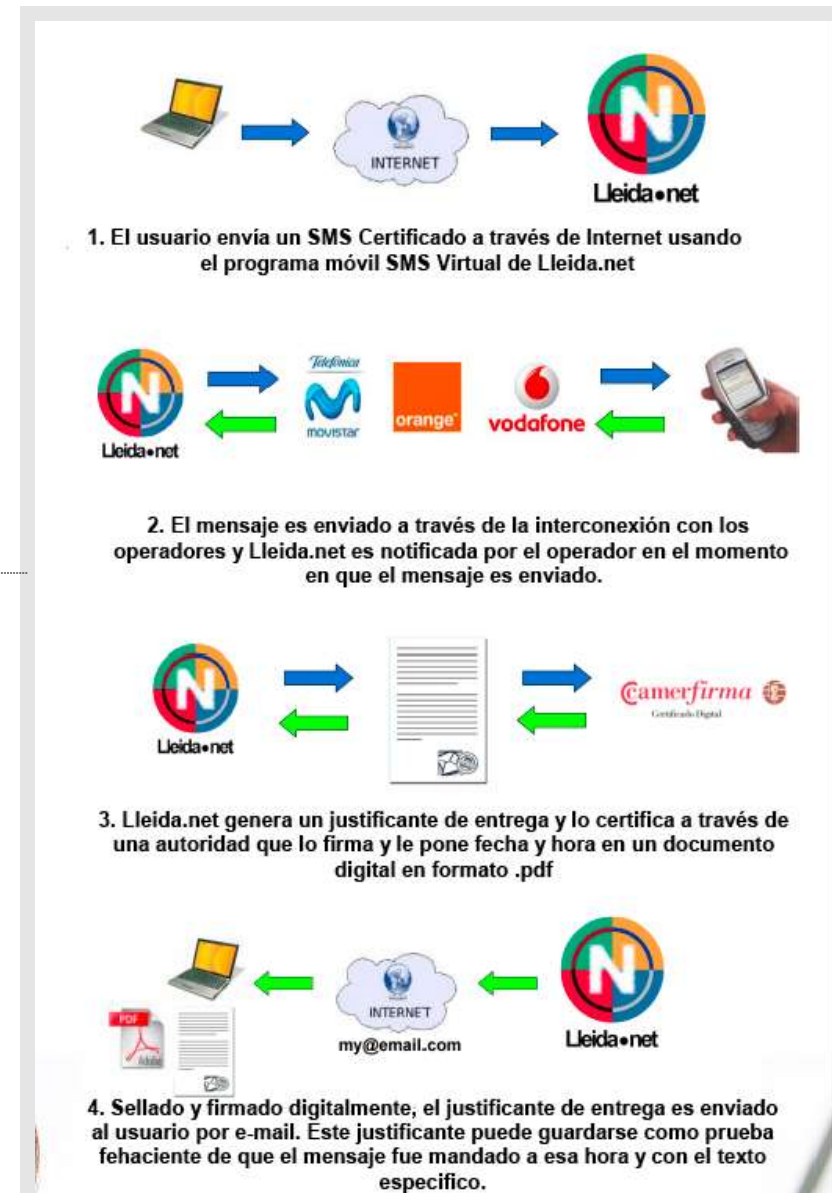 INTERNET
Lleida.net
1. El usuario envía un SMS Certificado a través de Internet usando
el programa móvil SMS Virtual de Lleida.net
Telefónica
movistar
orange
vodafone
Lleida.net
2. El mensaje es enviado a través de la interconexión con los
operadores y Lleida.net es notificada por el operador en el momento
en que el mensaje es enviado.
Camerfirma
Certificado Digital
Lleida.net
3. Lleida.net genera un justificante de entrega y lo certifica a través de
una autoridad que lo firma y le pone fecha y hora en un documento
digital en formato .pdf
PDF
Adobe
INTERNET
my@email.com
Lleida.net
4. Sellado y firmado digitalmente, el justificante de entrega es enviado
al usuario por e-mail. Este justificante puede guardarse como prueba
fehaciente de que el mensaje fue mandado a esa hora y con el texto
especifico.